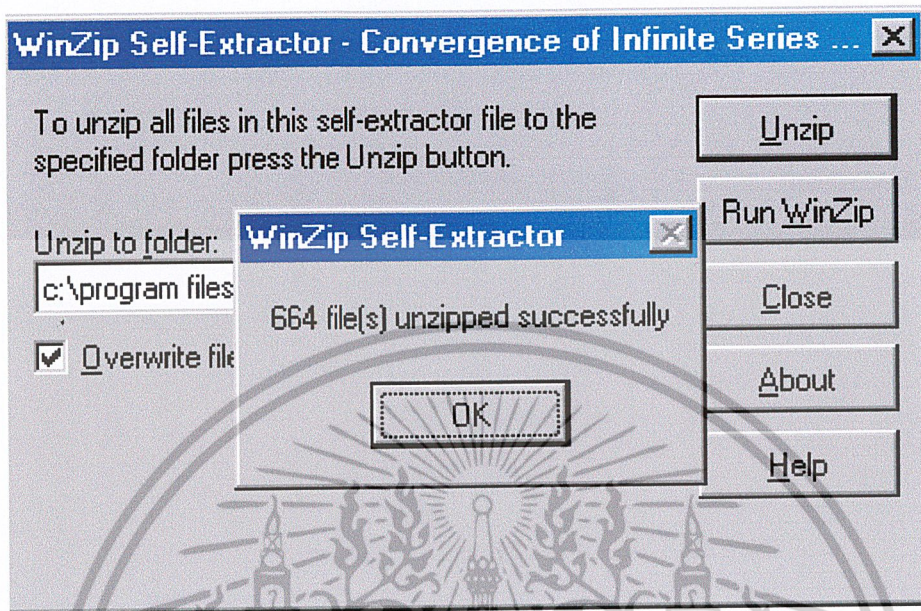 WinZip Self-Extractor - Convergence of Infinite Series ...
To unzip all files in this self-extractor file to the
specified folder press the Unzip button.
Unzip to folder:
c:\program files
Overwrite file
WinZip Self-Extractor
664 file(s) unzipped successfully
OK
Unzip
Run WinZip
Close
About
Help